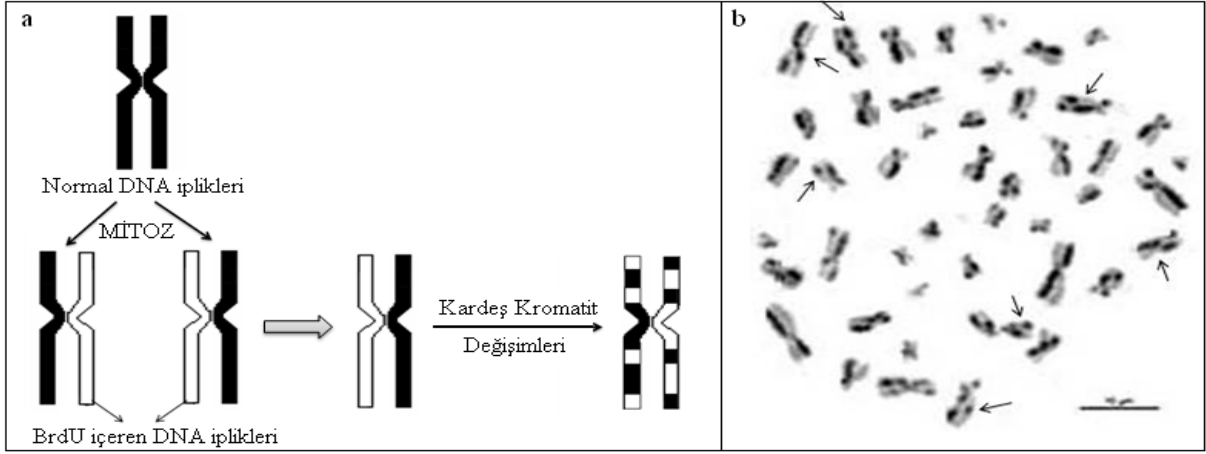 a
Normal DNA iplikleri
MİTOZ
BrdU içeren DNA iplikleri
Kardeş Kromatit
Değişimleri
b